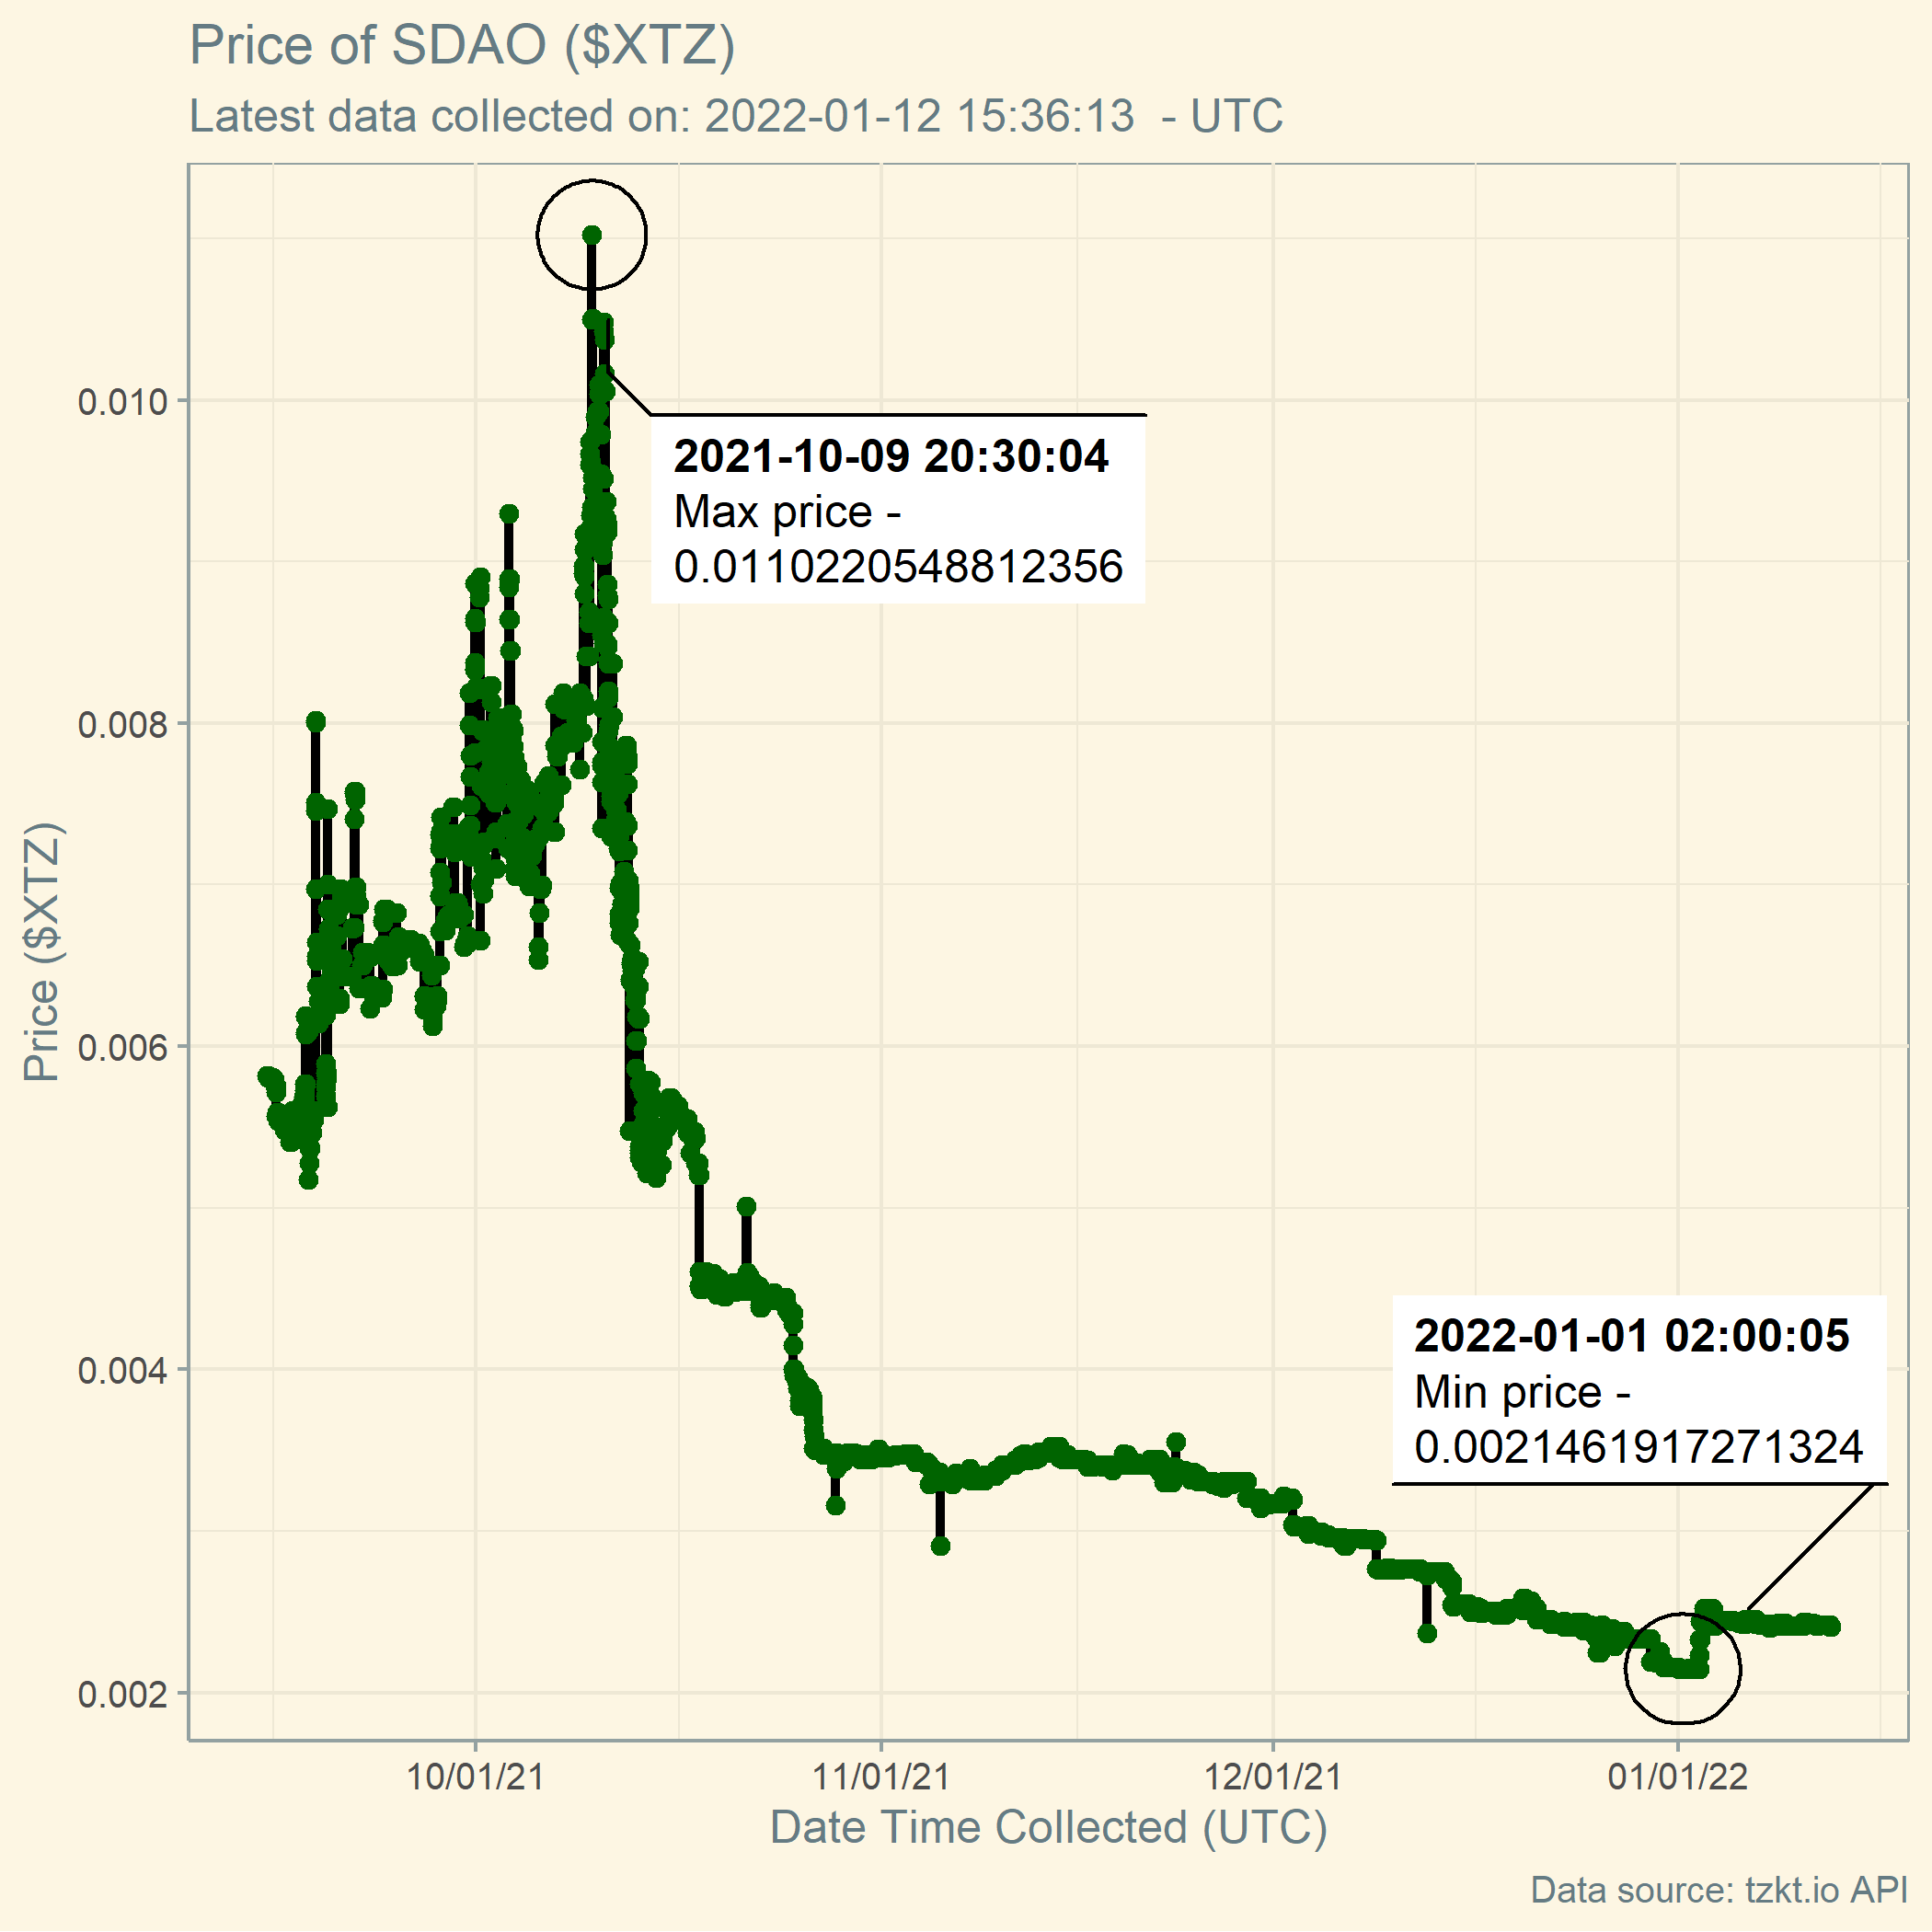 Price of SDAO ($XTZ)
Latest data collected on: 2022-01-12 15:36:13  - UTC
2021-10-09 20:30:04
Max price -
0.0110220548812356
0.010
0.008
Price ($XTZ)
0.006
0.004
0.002
2022-01-01 02:00:05
Min price -
0.00214619172713​24
10/01/21
11/01/21
12/01/21
01/01/22
Date Time Collected (UTC)
Data source: tzkt.io API